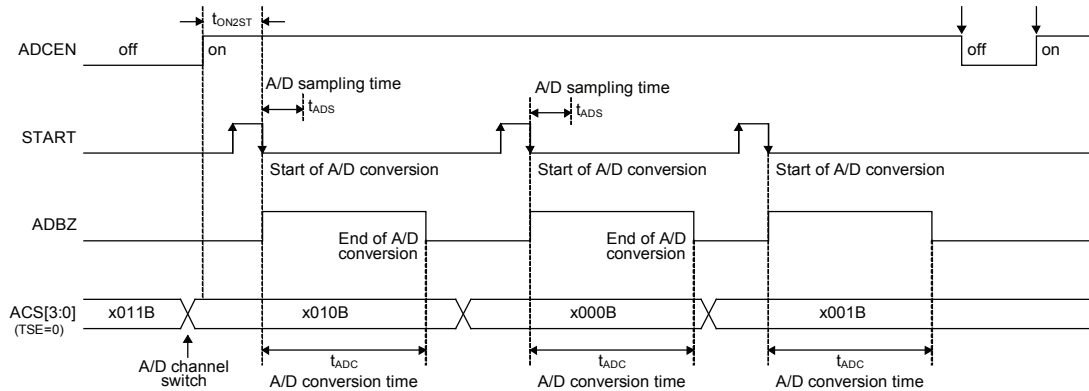 tON2ST
ADCEN
off
on
off
on
A/D sampling time
tADS
A/D sampling time
tADS
START
Start of A/D conversion
Start of A/D conversion
Start of A/D conversion
ADBZ
End of A/D
conversion
End of A/D
conversion
ACS[3:0]
(TSE=0)
x011B
x010B
x000B
x001B
A/D channel
switch
tADC
A/D conversion time
tADC
A/D conversion time
tADC
A/D conversion time